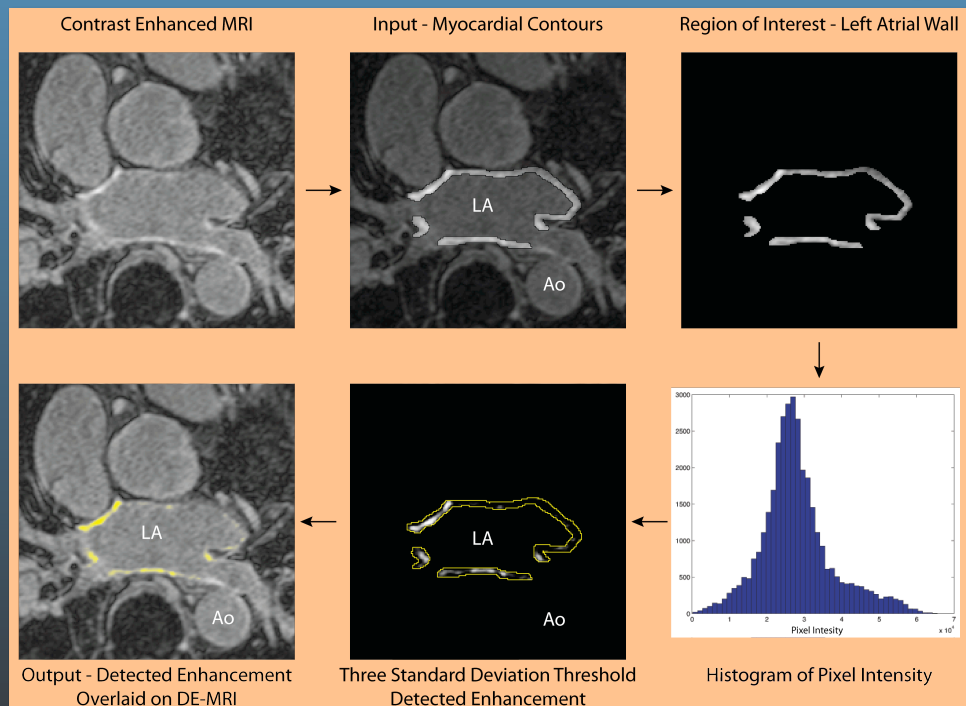 Contrast Enhanced MRI
Input - Myocardial Contours
Region of Interest - Left Atrial Wall
LA
Ao
3000
2500
2000
1500
1000
500
0
0 1 2 3 4 5 6 7
x 10⁴
Pixel Intesity
LA
Ao
LA
Ao
Output - Detected Enhancement
Overlaid on DE-MRI
Three Standard Deviation Threshold
Detected Enhancement
Histogram of Pixel Intensity